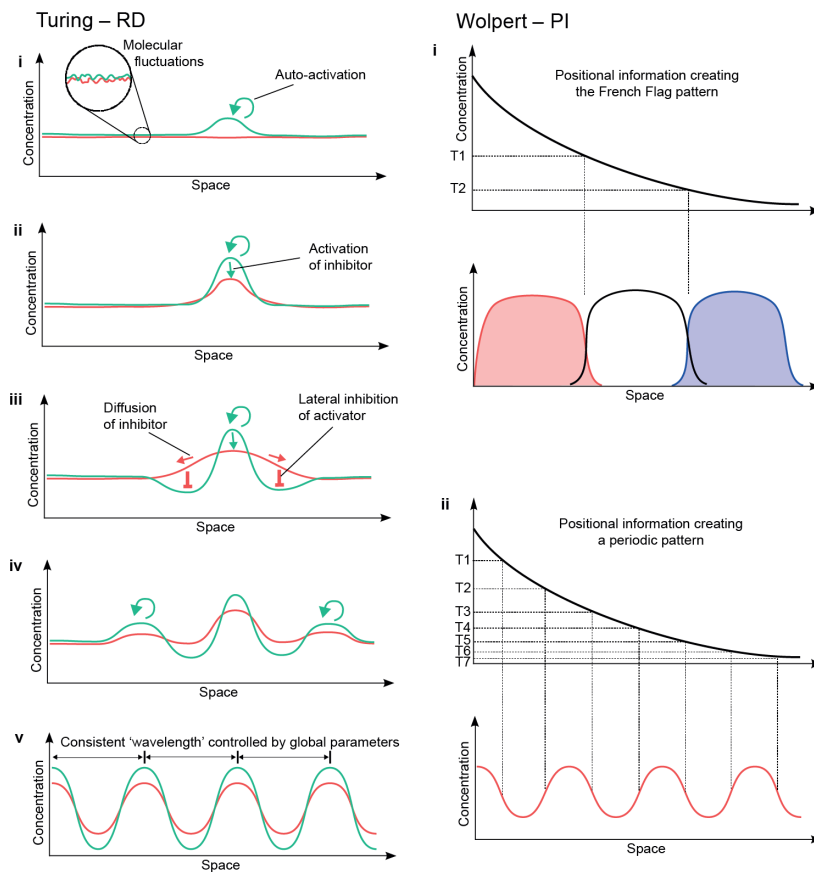 Turing – RD
i
Molecular
fluctuations
Auto-activation
Concentration
Space
ii
Activation
of inhibitor
Concentration
Space
iii
Diffusion
of inhibitor
Lateral inhibition
of activator
Concentration
Space
iv
Concentration
Space
v
Consistent ‘wavelength’ controlled by global parameters
Concentration
Space
Wolpert – PI
i
Positional information creating
the French Flag pattern
Concentration
T1
T2
Concentration
Space
ii
Positional information creating
a periodic pattern
T1
T2
T3
T4
T5
T6
T7
Concentration
Space